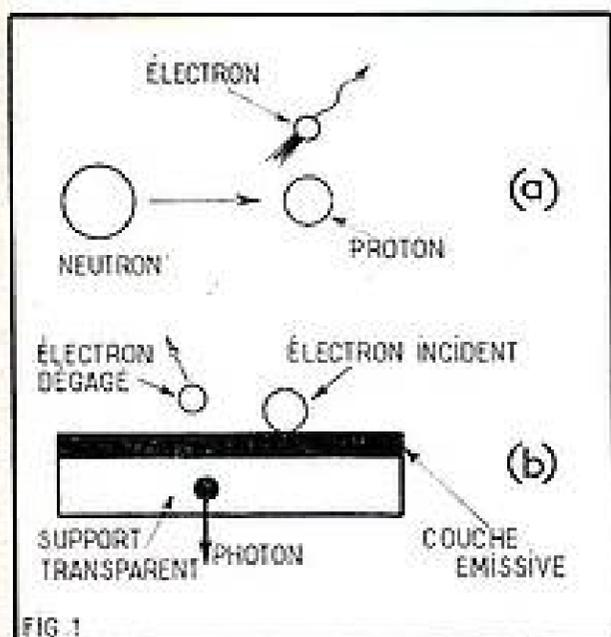 ÉLECTRON
(a)
NEUTRON
PROTON
ÉLECTRON
DÉGAGÉ
ÉLECTRON INCIDENT
(b)
SUPPORT
TRANSPARENT
PHOTON
COUCHE
EMISSIVE
FIG.1